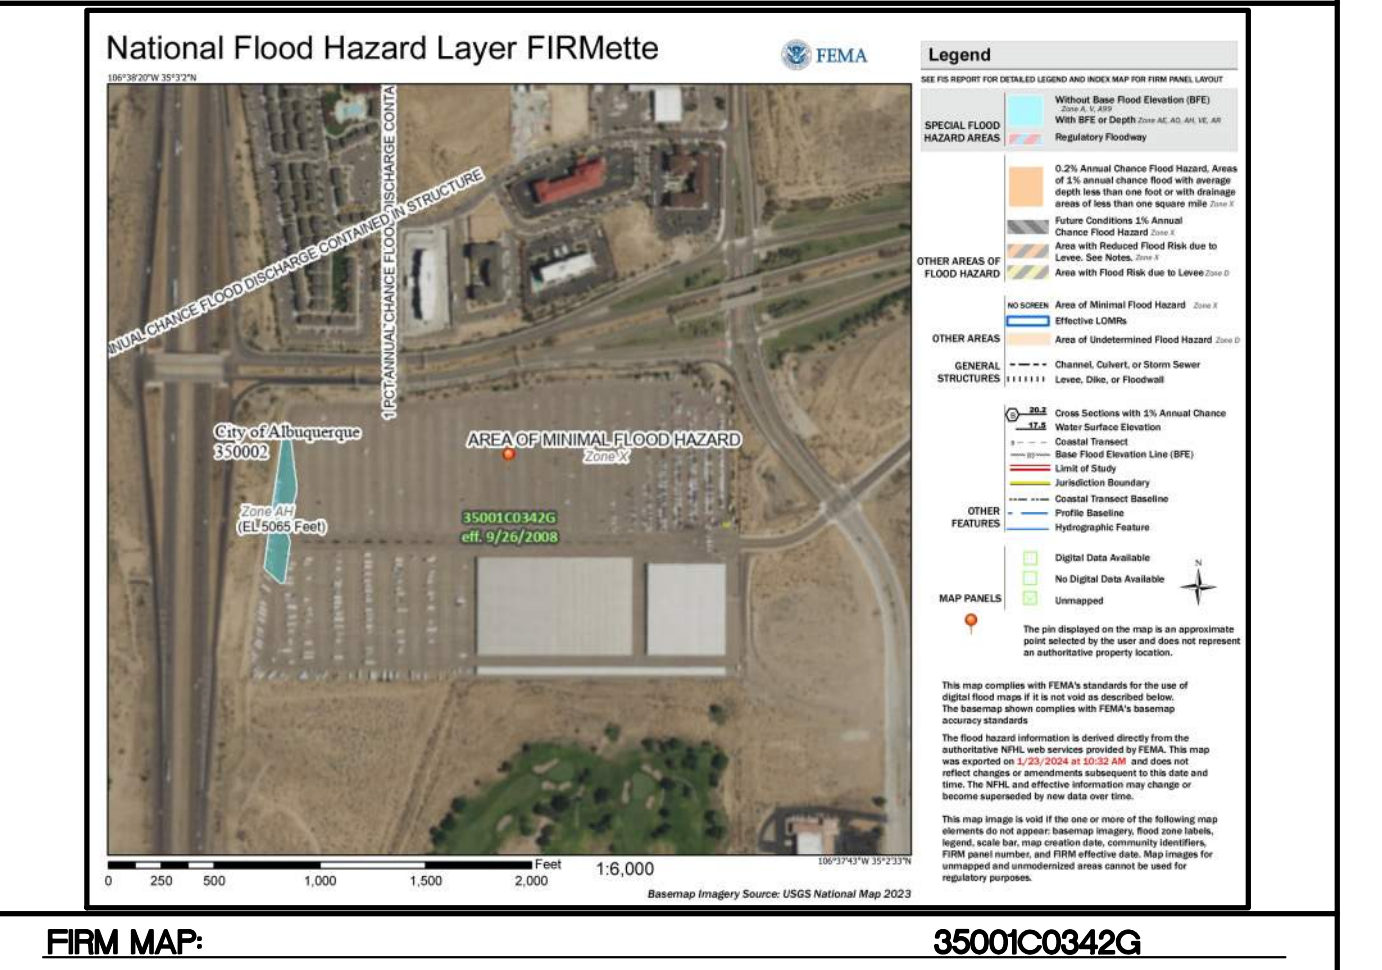 National Flood Hazard Layer FIRMette
FEMA
106°38'20"W 35°3'2"N
1 PCT ANNUAL CHANCE FLOOD DISCHARGE CONTA
NUAL CHANCE FLOOD DISCHARGE CONTAINED IN STRUCTURE
City of Albuquerque
350002
AREA OF MINIMAL FLOOD HAZARD
Zone X
Zone AH
(EL 5065 Feet)
35001C0342G
eff. 9/26/2008
106°37'43"W 35°2'33"N
Feet
1:6,000
0 250 500 1,000 1,500 2,000
Basemap Imagery Source: USGS National Map 2023
Legend
SEE FIS REPORT FOR DETAILED LEGEND AND INDEX MAP FOR FIRM PANEL LAYOUT
SPECIAL FLOOD
HAZARD AREAS
Without Base Flood Elevation (BFE)
Zone A, V, A99
With BFE or Depth Zone AE, AO, AH, VE, AR
Regulatory Floodway
0.2% Annual Chance Flood Hazard, Areas
of 1% annual chance flood with average
depth less than one foot or with drainage
areas of less than one square mile Zone X
Future Conditions 1% Annual
Chance Flood Hazard Zone X
Area with Reduced Flood Risk due to
Levee. See Notes. Zone X
Area with Flood Risk due to Levee Zone D
OTHER AREAS OF
FLOOD HAZARD
NO SCREEN Area of Minimal Flood Hazard Zone X
Effective LOMRs
Area of Undetermined Flood Hazard Zone D
OTHER AREAS
GENERAL
STRUCTURES
Channel, Culvert, or Storm Sewer
Levee, Dike, or Floodwall
B 20.2 Cross Sections with 1% Annual Chance
17.5 Water Surface Elevation
8 Coastal Transect
Base Flood Elevation Line (BFE)
Limit of Study
Jurisdiction Boundary
Coastal Transect Baseline
Profile Baseline
Hydrographic Feature
OTHER
FEATURES
Digital Data Available
No Digital Data Available
Unmapped
MAP PANELS
N
The pin displayed on the map is an approximate
point selected by the user and does not represent
an authoritative property location.
This map complies with FEMA's standards for the use of
digital flood maps if it is not void as described below.
The basemap shown complies with FEMA's basemap
accuracy standards
The flood hazard information is derived directly from the
authoritative NFHL web services provided by FEMA. This map
was exported on 1/23/2024 at 10:32 AM and does not
reflect changes or amendments subsequent to this date and
time. The NFHL and effective information may change or
become superseded by new data over time.
This map image is void if the one or more of the following map
elements do not appear: basemap imagery, flood zone labels,
legend, scale bar, map creation date, community identifiers,
FIRM panel number, and FIRM effective date. Map images for
unmapped and unmodernized areas cannot be used for
regulatory purposes.
FIRM MAP:
35001C0342G